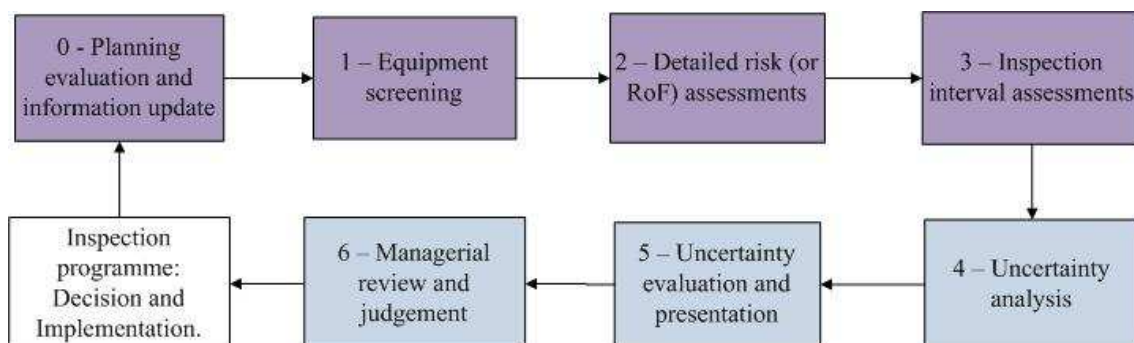 0 - Planning
evaluation and
information update
1 – Equipment
screening
2 – Detailed risk (or
RoF) assessments
3 – Inspection
interval assessments
4 – Uncertainty
analysis
5 – Uncertainty
evaluation and
presentation
6 – Managerial
review and
judgement
Inspection
programme:
Decision and
Implementation.